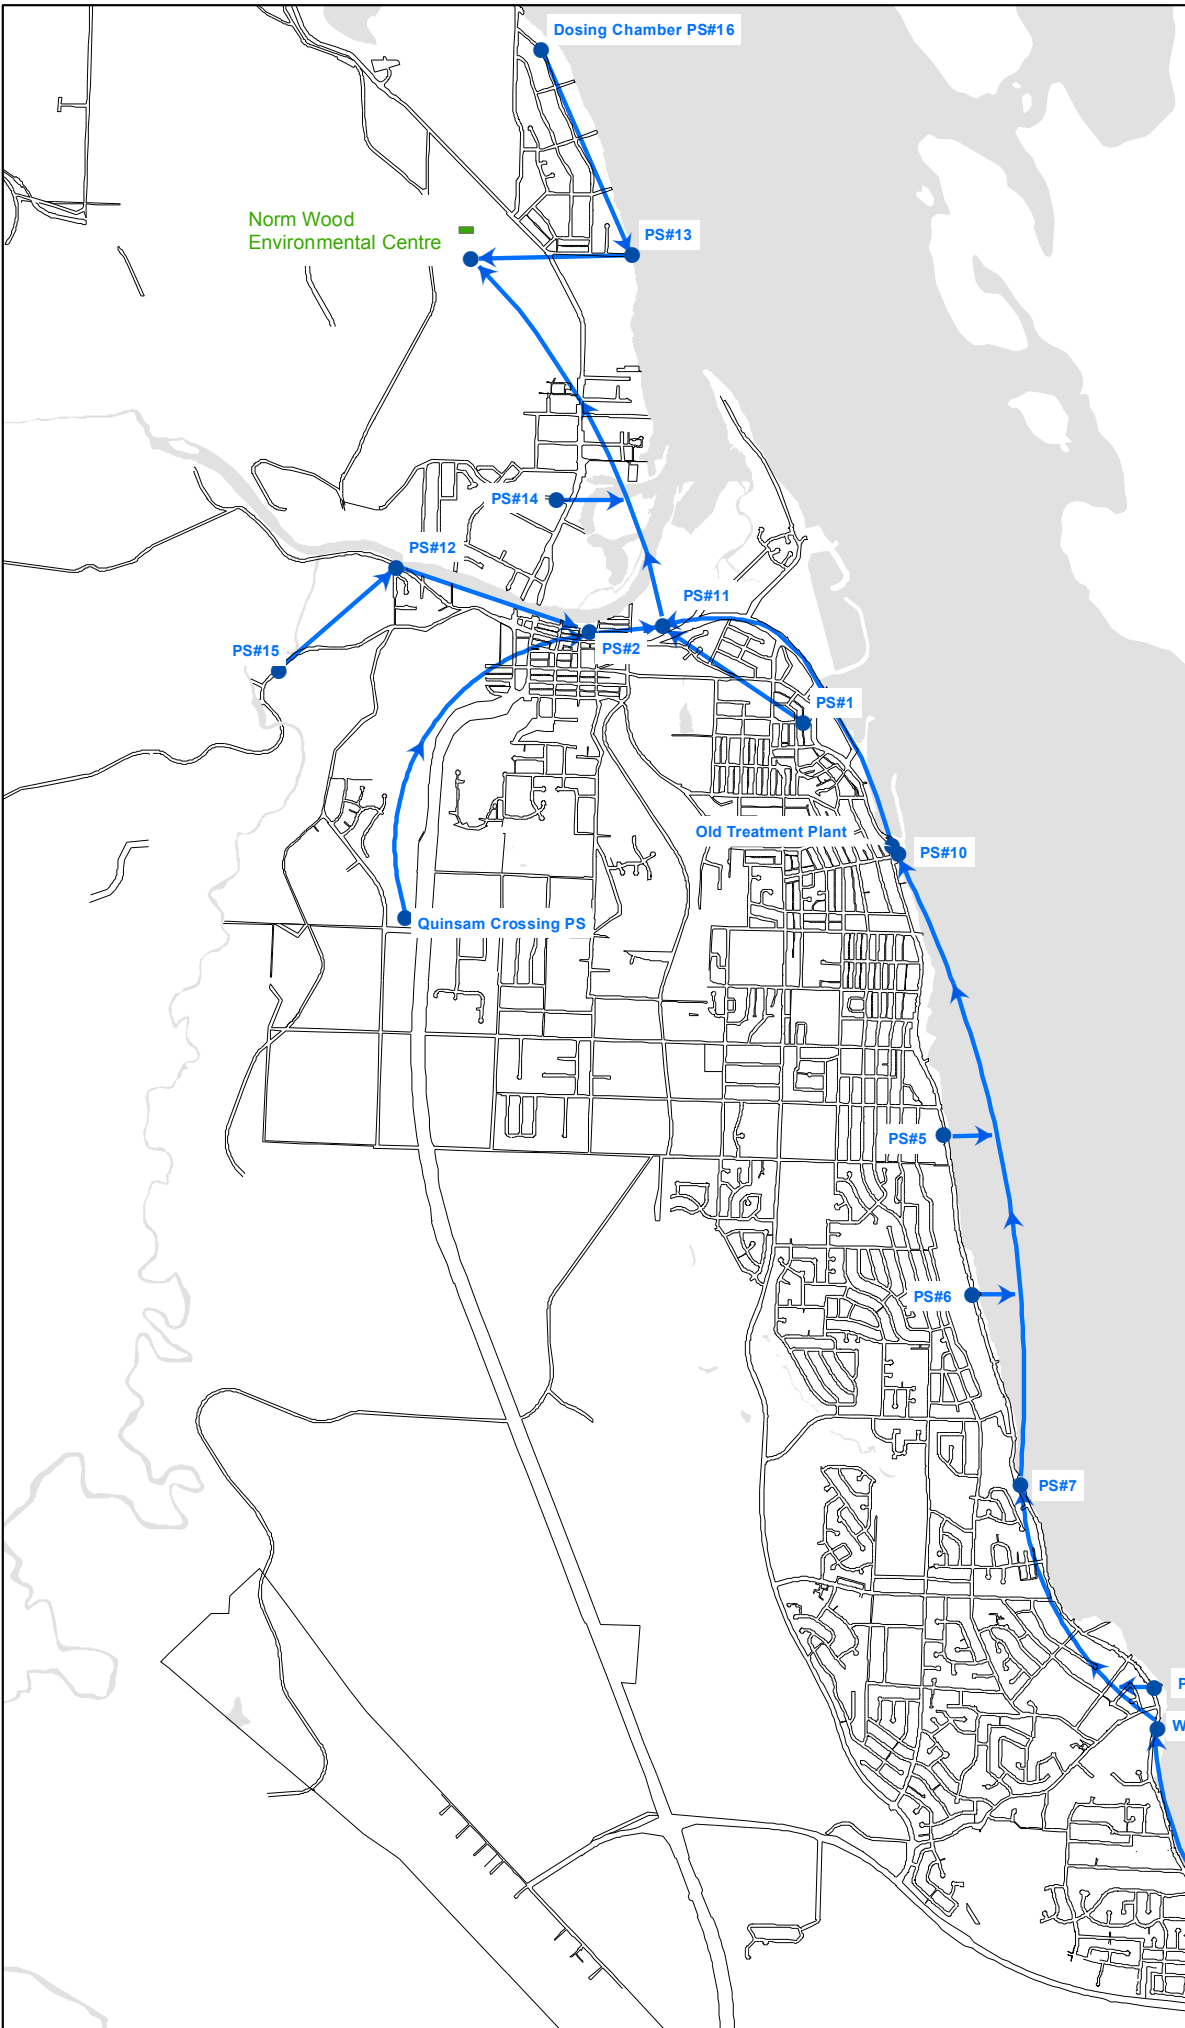 Dosing Chamber PS#16
Norm Wood
Environmental Centre
PS#13
PS#14
PS#12
PS#11
PS#15
PS#2
PS#1
Old Treatment Plant
PS#10
Quinsam Crossing PS
PS#5
PS#6
PS#7